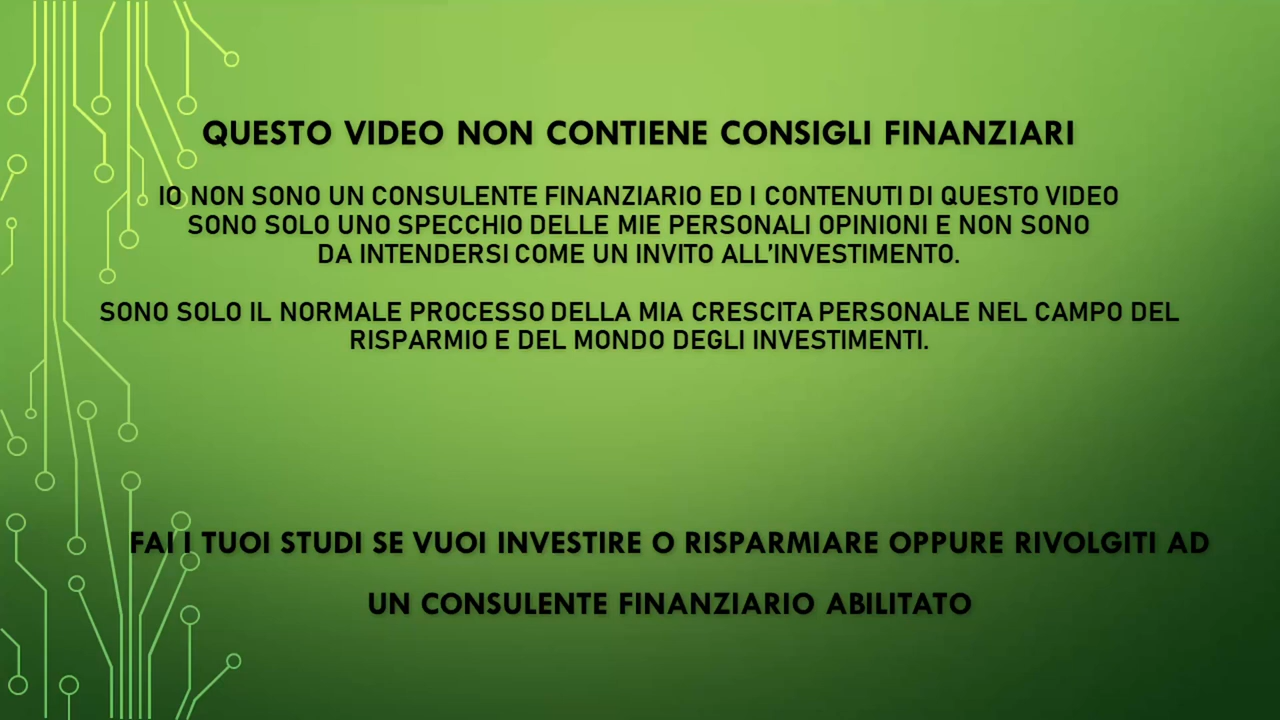 QUESTO VIDEO NON CONTIENE CONSIGLI FINANZIARI
IO NON SONO UN CONSULENTE FINANZIARIO ED I CONTENUTI DI QUESTO VIDEO
SONO SOLO UNO SPECCHIO DELLE MIE PERSONALI OPINIONI E NON SONO
DA INTENDERSI COME UN INVITO ALL'INVESTIMENTO.
SONO SOLO IL NORMALE PROCESSO DELLA MIA CRESCITA PERSONALE NEL CAMPO DEL
RISPARMIO E DEL MONDO DEGLI INVESTIMENTI.
FAI I TUOI STUDI SE VUOI INVESTIRE O RISPARMIARE OPPURE RIVOLGITI AD
UN CONSULENTE FINANZIARIO ABILITATO